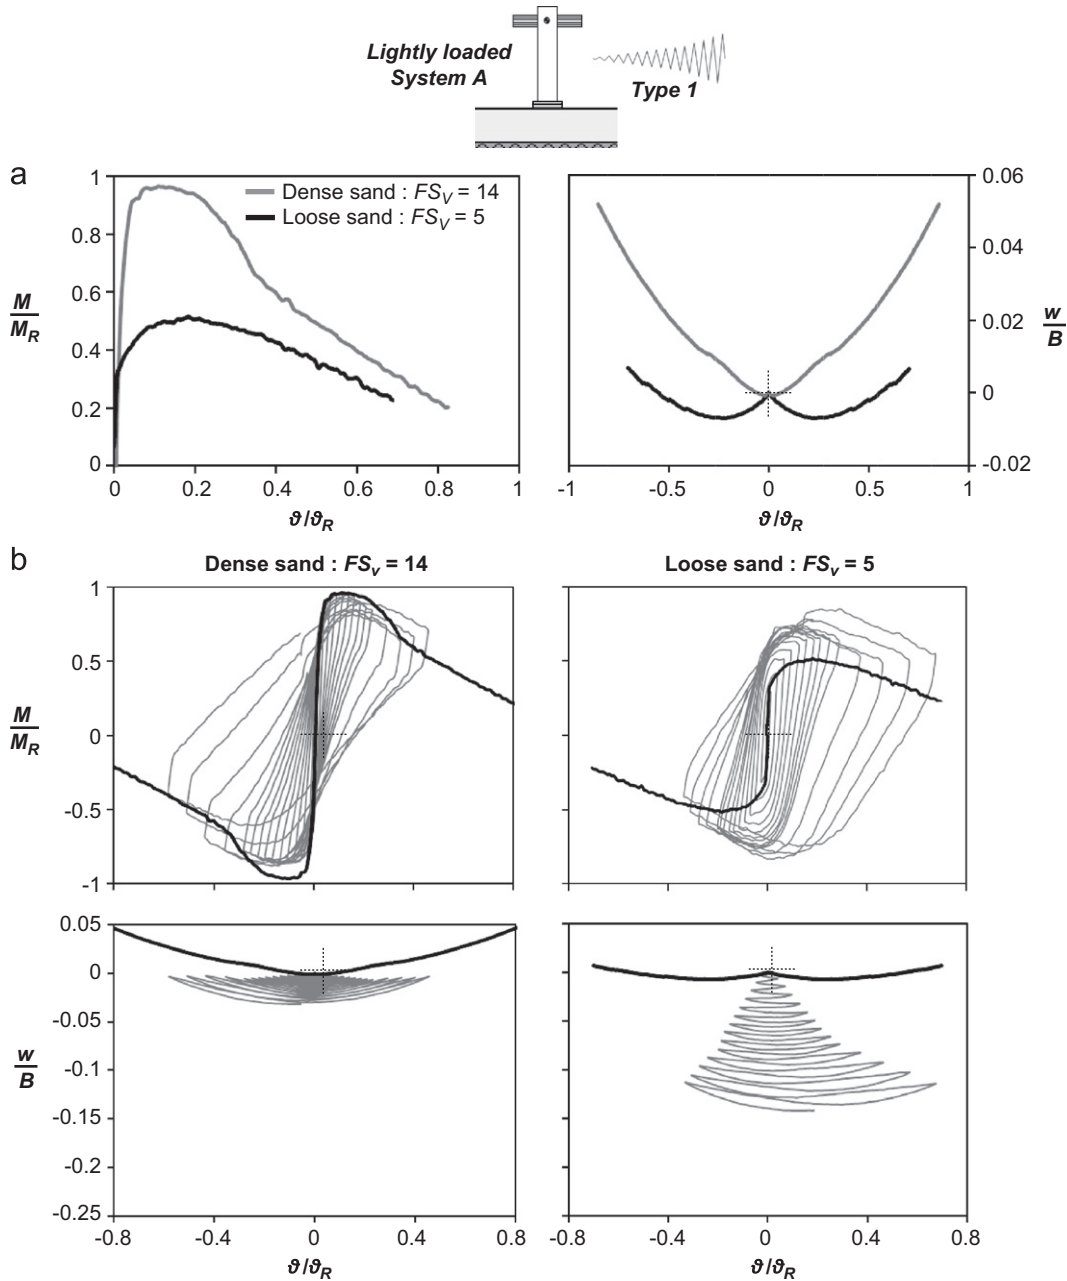 Lightly loaded
System A
Type 1
a
1
0.8
0.6
0.4
0.2
0
M
M_R
Dense sand : FS_V = 14
Loose sand : FS_V = 5
0 0.2 0.4 0.6 0.8 1
ϑ/ϑ_R
0.06
0.04
0.02
0
-0.02
w
B
-1 -0.5 0 0.5 1
ϑ/ϑ_R
b
Dense sand : FS_v = 14
Loose sand : FS_v = 5
1
0.5
0
-0.5
-1
M
M_R
0.05
0
-0.05
-0.1
-0.15
-0.2
-0.25
w
B
-0.8 -0.4 0 0.4 0.8
ϑ/ϑ_R
-0.8 -0.4 0 0.4 0.8
ϑ/ϑ_R